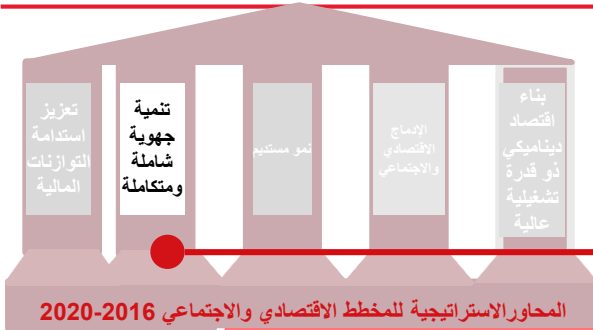 بناء
اقتصاد
ديناميكي
ذو قدرة
تشغيلية
عالية
الإدماج
الاقتصادي
والاجتماعي
نمو مستديم
تنمية
جهوية
شاملة
ومتكاملة
تعزيز
استدامة
التوازنات
المالية
المحاورالاستراتيجية للمخطط الاقتصادي والاجتماعي 2016-2020